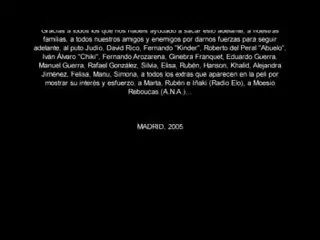 Gracias a todos los que nos habéis ayudado a sacar esto adelante, a nuestras
familias, a todos nuestros amigos y enemigos por darnos fuerzas para seguir
adelante, al puto Judío, David Rico, Fernando "Kinder", Roberto del Peral "Abuelo",
Iván Álvaro "Chiki", Fernando Arozarena, Ginebra Franquet, Eduardo Guerra,
Manuel Guerra, Rafael González, Silvia, Elisa, Rubén, Hanson, Khalid, Alejandra
Jiménez, Felisa, Manu, Simona, a todos los extras que aparecen en la peli por
mostrar su interés y esfuerzo, a Marta, Rubén e Iñaki (Radio Elo), a Moesio
Reboucas (A.N.A.)...
MADRID, 2005